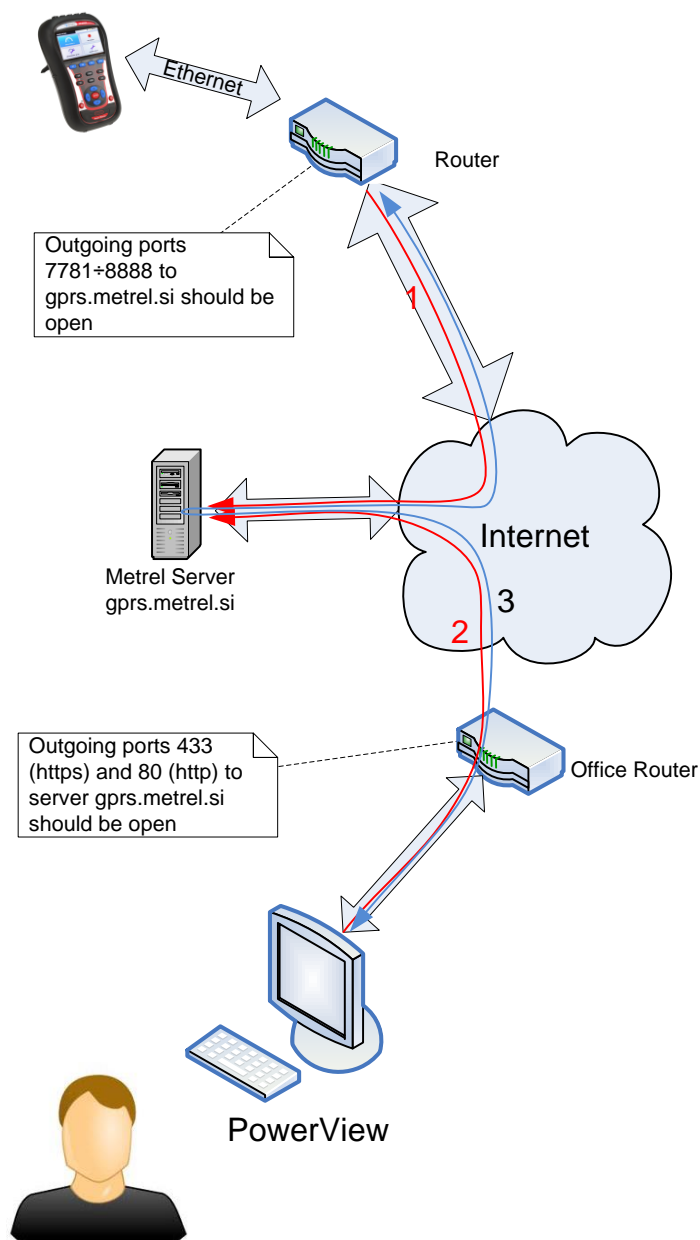 Ethernet
Router
Outgoing ports
7781÷8888 to
gprs.metrel.si should be
open
1
Internet
Metrel Server
gprs.metrel.si
3
2
Outgoing ports 433
(https) and 80 (http) to
server gprs.metrel.si
should be open
Office Router
PowerView